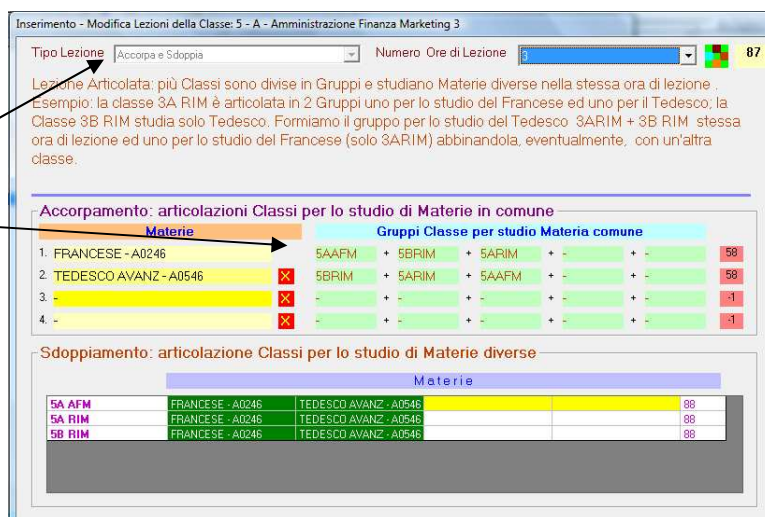 Inserimento - Modifica Lezioni della Classe: 5 - A - Amministrazione Finanza Marketing 3
Tipo Lezione Accorpa e Sdoppia Numero Ore di Lezione 3 87
Lezione Articolata: più Classi sono divise in Gruppi e studiano Materie diverse nella stessa ora di lezione .
Esempio: la classe 3A RIM è articolata in 2 Gruppi uno per lo studio del Francese ed uno per il Tedesco; la
Classe 3B RIM studia solo Tedesco. Formiamo il gruppo per lo studio del Tedesco 3ARIM + 3B RIM stessa
ora di lezione ed uno per lo studio del Francese (solo 3ARIM) abbinandola, eventualmente, con un'altra
classe.
Accorpamento: articolazioni Classi per lo studio di Materie in comune
Materie Gruppi Classe per studio Materia comune
1. FRANCESE - A0246 5AAFM + 5BRIM + 5ARIM + - + - 58
2. TEDESCO AVANZ - A0546 X 5BRIM + 5ARIM + 5AAFM + - + - 58
3. - X - + - + - + - + - -1
4. - X - + - + - + - + - -1
Sdoppiamento: articolazione Classi per lo studio di Materie diverse
Materie
5A AFM FRANCESE - A0246 TEDESCO AVANZ - A0546 88
5A RIM FRANCESE - A0246 TEDESCO AVANZ - A0546 88
5B RIM FRANCESE - A0246 TEDESCO AVANZ - A0546 88